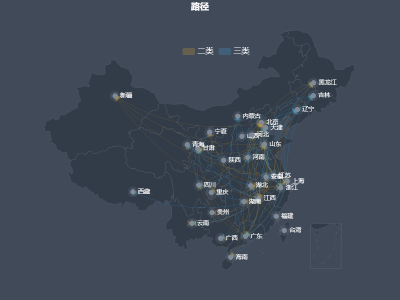 路径
二类 三类
黑龙江
吉林
辽宁
新疆
内蒙古
北京
天津
宁夏
河北
山西
山东
青海
甘肃
河南
陕西
安徽
江苏
上海
浙江
四川
重庆
湖北
西藏
江西
湖南
贵州
福建
云南
台湾
广西
广东
海南